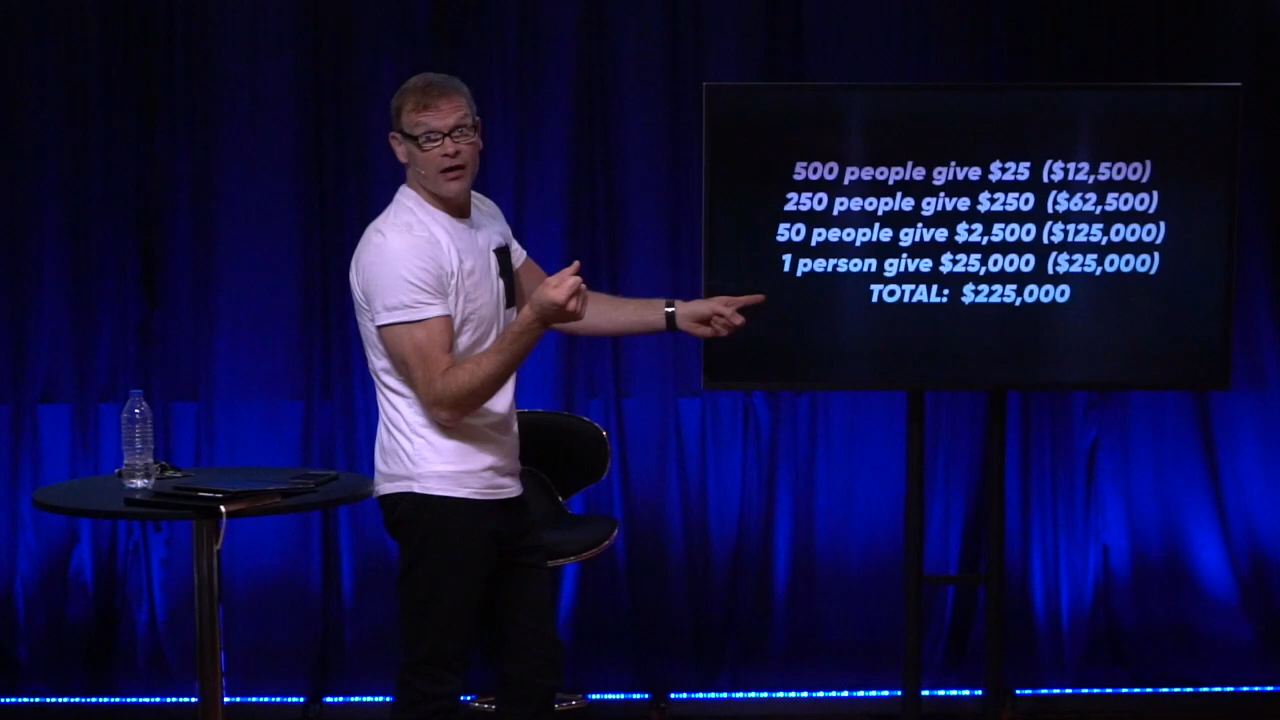 500 people give $25 ($12,500)
250 people give $250 ($62,500)
50 people give $2,500 ($125,000)
1 person give $25,000 ($25,000)
TOTAL: $225,000